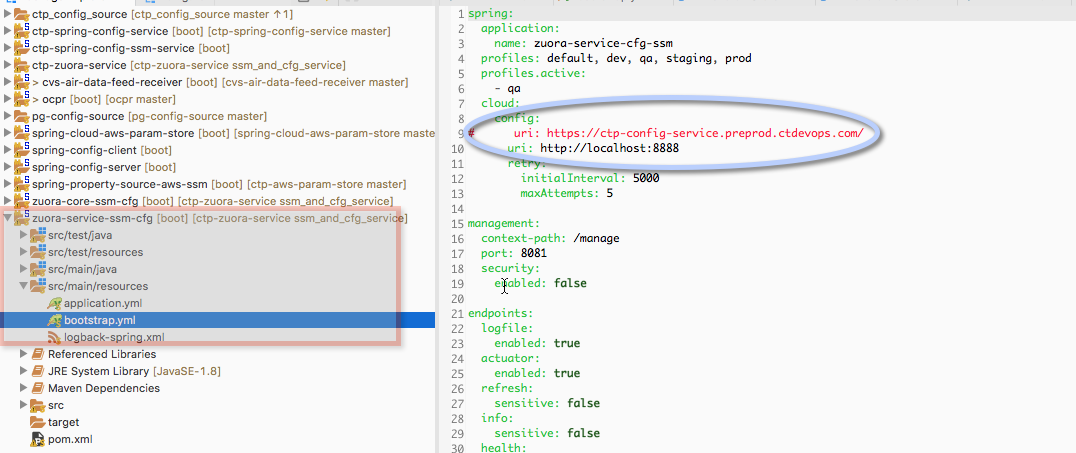 ctp_config_source [ctp_config_source master ↑1]
ctp-spring-config-service [boot] [ctp-spring-config-service master]
ctp-spring-config-ssm-service [boot]
ctp-zuora-service [ctp-zuora-service ssm_and_cfg_service]
> cvs-air-data-feed-receiver [boot] [cvs-air-data-feed-receiver master]
> ocpr [boot] [ocpr master]
pg-config-source [pg-config-source master]
spring-cloud-aws-param-store [boot] [spring-cloud-aws-param-store maste
spring-config-client [boot]
spring-config-server [boot]
spring-property-source-aws-ssm [boot] [ctp-aws-param-store master]
zuora-core-ssm-cfg [boot] [ctp-zuora-service ssm_and_cfg_service]
zuora-service-ssm-cfg [boot] [ctp-zuora-service ssm_and_cfg_service]
src/test/java
src/test/resources
src/main/java
src/main/resources
application.yml
bootstrap.yml
logback-spring.xml
Referenced Libraries
JRE System Library [JavaSE-1.8]
Maven Dependencies
src
target
pom.xml
1 spring:
2 application:
3 name: zuora-service-cfg-ssm
4 profiles: default, dev, qa, staging, prod
5 profiles.active:
6 - qa
7 cloud:
8 config:
9 # uri: https://ctp-config-service.preprod.ctdevops.com/
10 uri: http://localhost:8888
11 retry:
12 initialInterval: 5000
13 maxAttempts: 5
14
15 management:
16 context-path: /manage
17 port: 8081
18 security:
19 enabled: false
20
21 endpoints:
22 logfile:
23 enabled: true
24 actuator:
25 enabled: true
26 refresh:
27 sensitive: false
28 info:
29 sensitive: false
30 health: